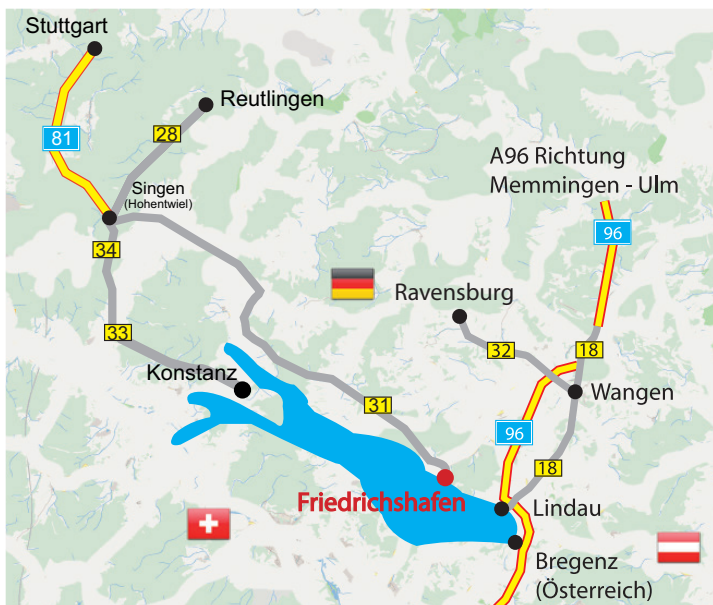 Stuttgart
Reutlingen
28
81
A96 Richtung
Memmingen - Ulm
Singen
(Hohentwiel)
96
34
Ravensburg
33
32
18
Konstanz
Wangen
31
96
18
Friedrichshafen
Lindau
Bregenz
(Österreich)